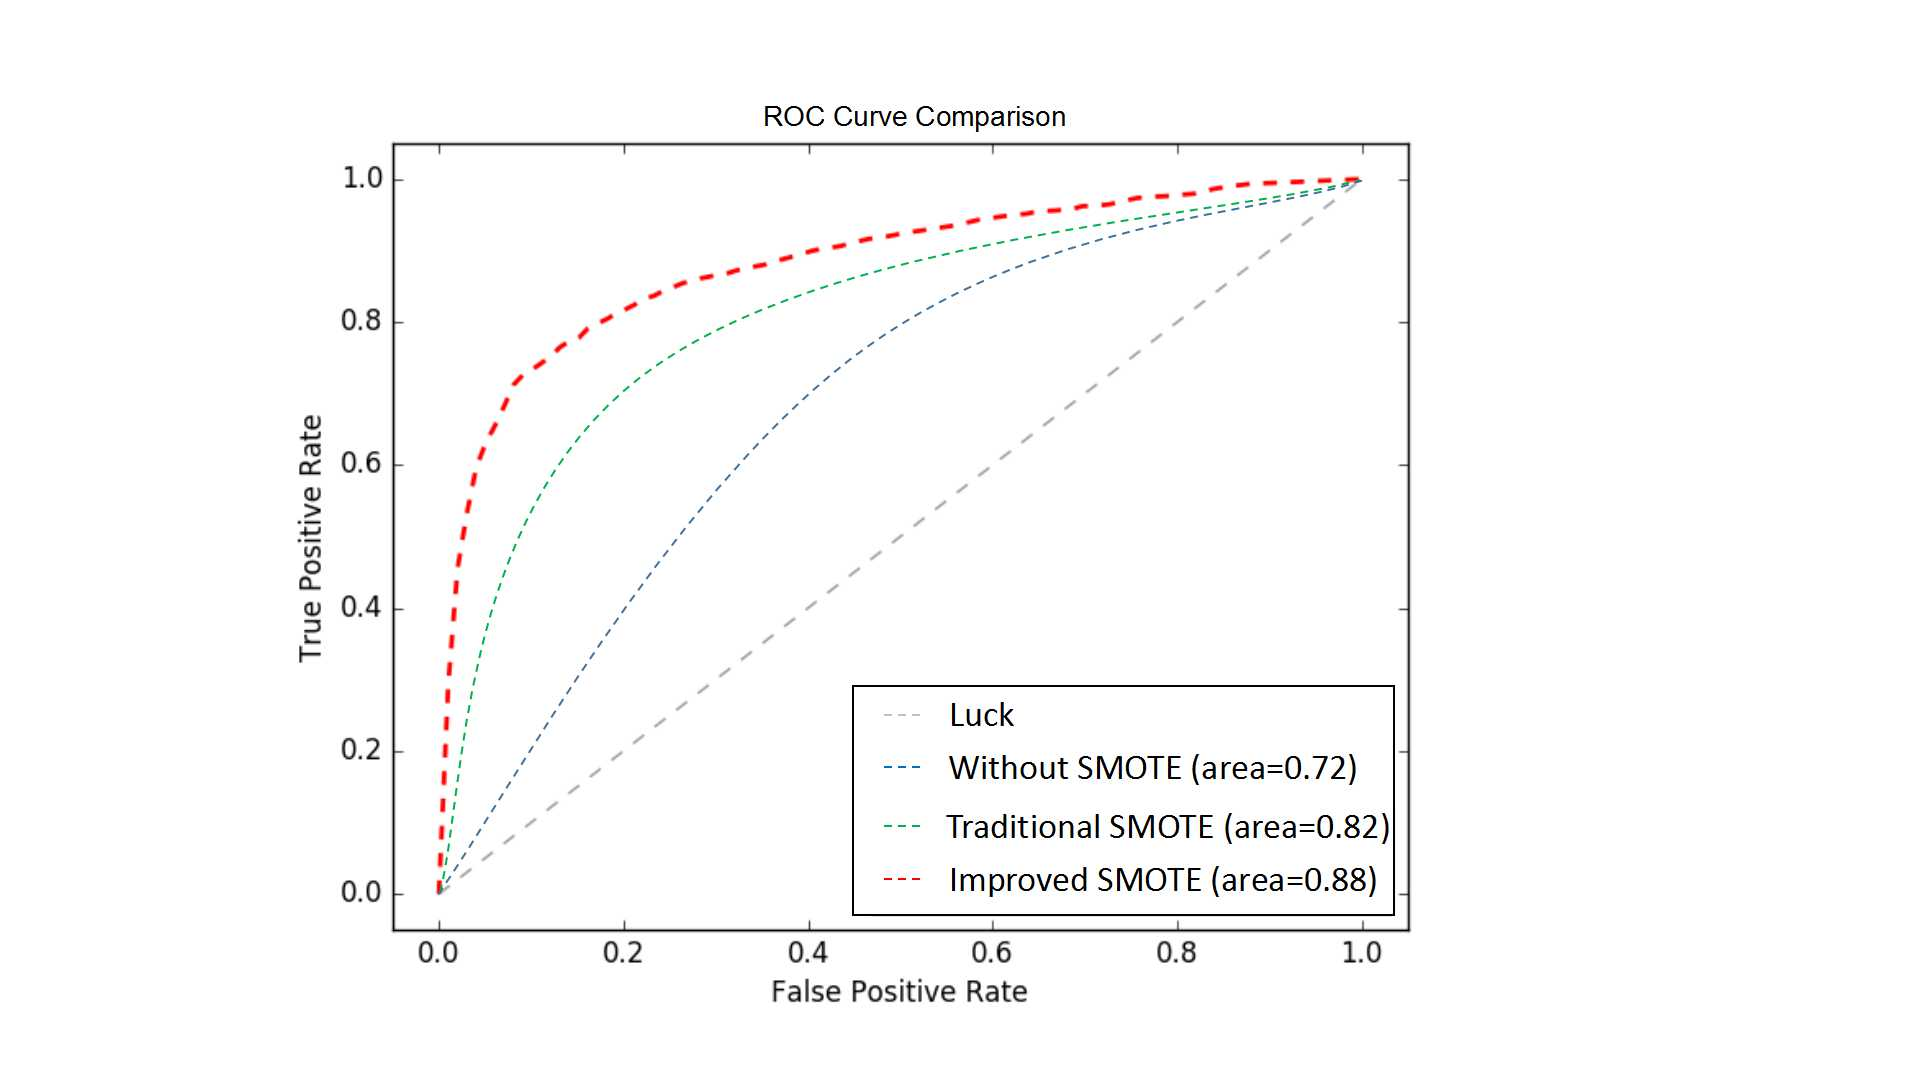 ROC Curve Comparison
1.0
0.8
0.6
0.4
0.2
0.0
True Positive Rate
Luck
Without SMOTE (area=0.72)
Traditional SMOTE (area=0.82)
Improved SMOTE (area=0.88)
0.0 0.2 0.4 0.6 0.8 1.0
False Positive Rate